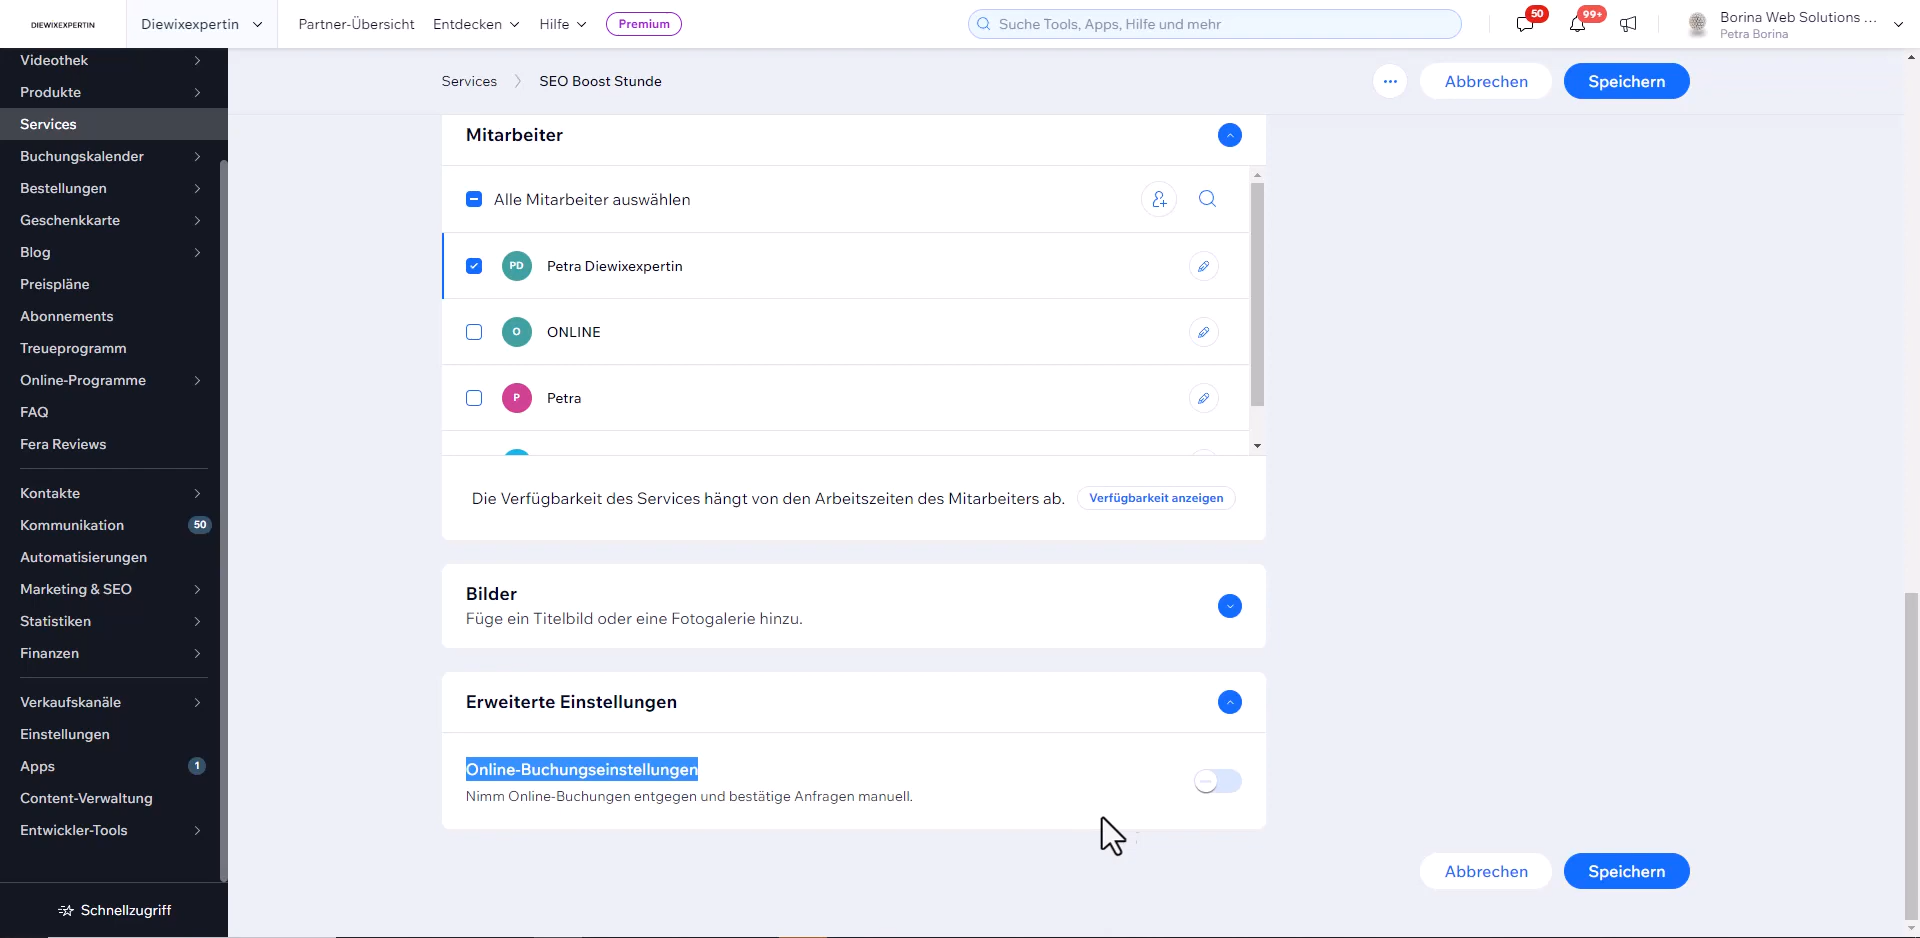 DIEWIXEXPERTIN
Diewixexpertin
Partner-Übersicht
Entdecken
Hilfe
Premium
Suche Tools, Apps, Hilfe und mehr
50
99+
Borina Web Solutions ...
Petra Borina
Videothek
Produkte
Services
Buchungskalender
Bestellungen
Geschenkkarte
Blog
Preispläne
Abonnements
Treueprogramm
Online-Programme
FAQ
Fera Reviews
Kontakte
Kommunikation
50
Automatisierungen
Marketing & SEO
Statistiken
Finanzen
Verkaufskanäle
Einstellungen
Apps
1
Content-Verwaltung
Entwickler-Tools
Schnellzugriff
Services
SEO Boost Stunde
Abbrechen
Speichern
Mitarbeiter
Alle Mitarbeiter auswählen
PD
Petra Diewixexpertin
O
ONLINE
P
Petra
Die Verfügbarkeit des Services hängt von den Arbeitszeiten des Mitarbeiters ab.
Verfügbarkeit anzeigen
Bilder
Füge ein Titelbild oder eine Fotogalerie hinzu.
Erweiterte Einstellungen
Online-Buchungseinstellungen
Nimm Online-Buchungen entgegen und bestätige Anfragen manuell.
Abbrechen
Speichern